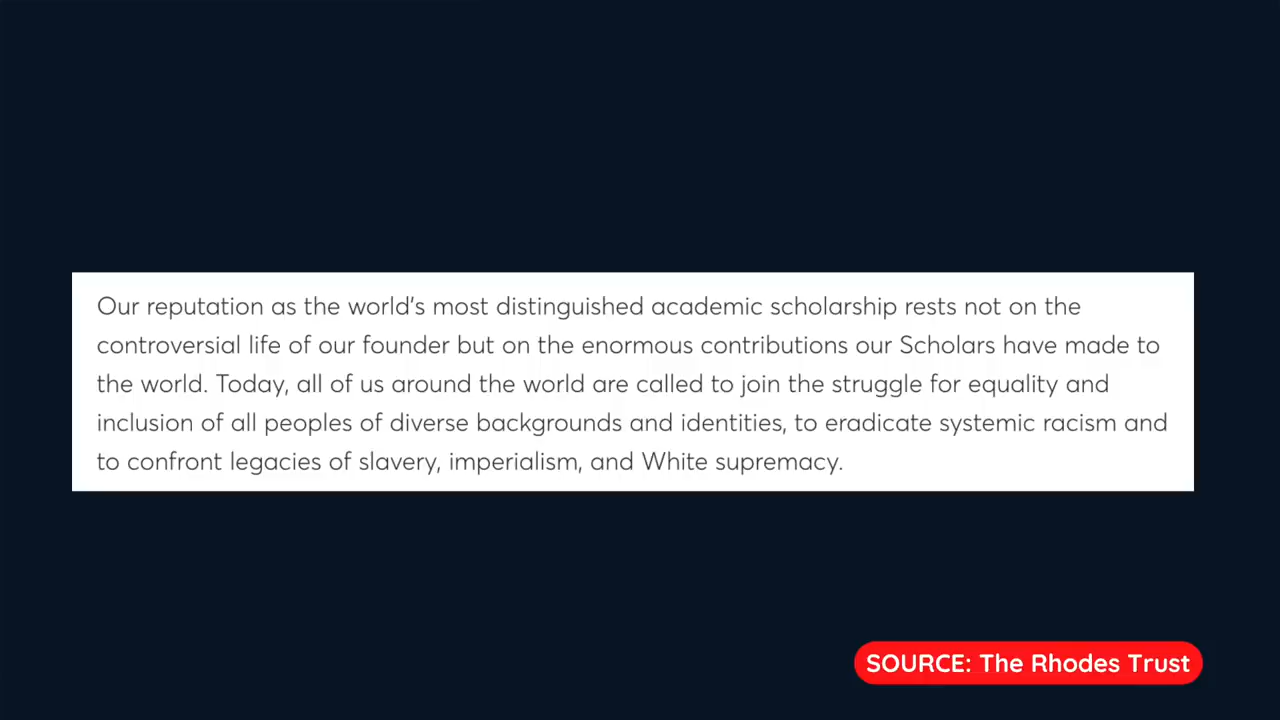 Our reputation as the world's most distinguished academic scholarship rests not on the
controversial life of our founder but on the enormous contributions our Scholars have made to
the world. Today, all of us around the world are called to join the struggle for equality and
inclusion of all peoples of diverse backgrounds and identities, to eradicate systemic racism and
to confront legacies of slavery, imperialism, and White supremacy.
SOURCE: The Rhodes Trust